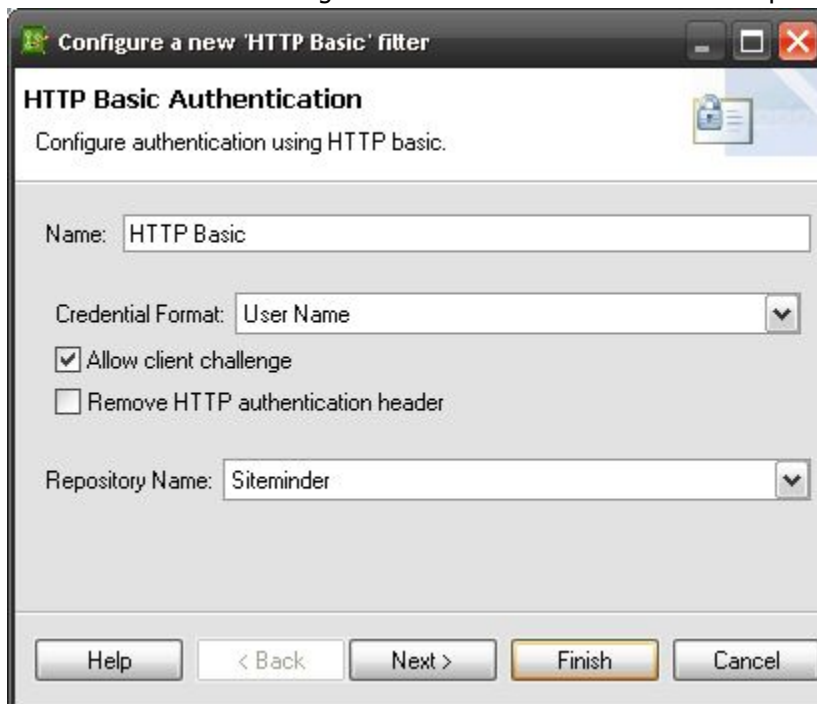 Configure a new 'HTTP Basic' filter
HTTP Basic Authentication
Configure authentication using HTTP basic.
Name: HTTP Basic
Credential Format: User Name
Allow client challenge
Remove HTTP authentication header
Repository Name: Siteminder
Help < Back Next > Finish Cancel